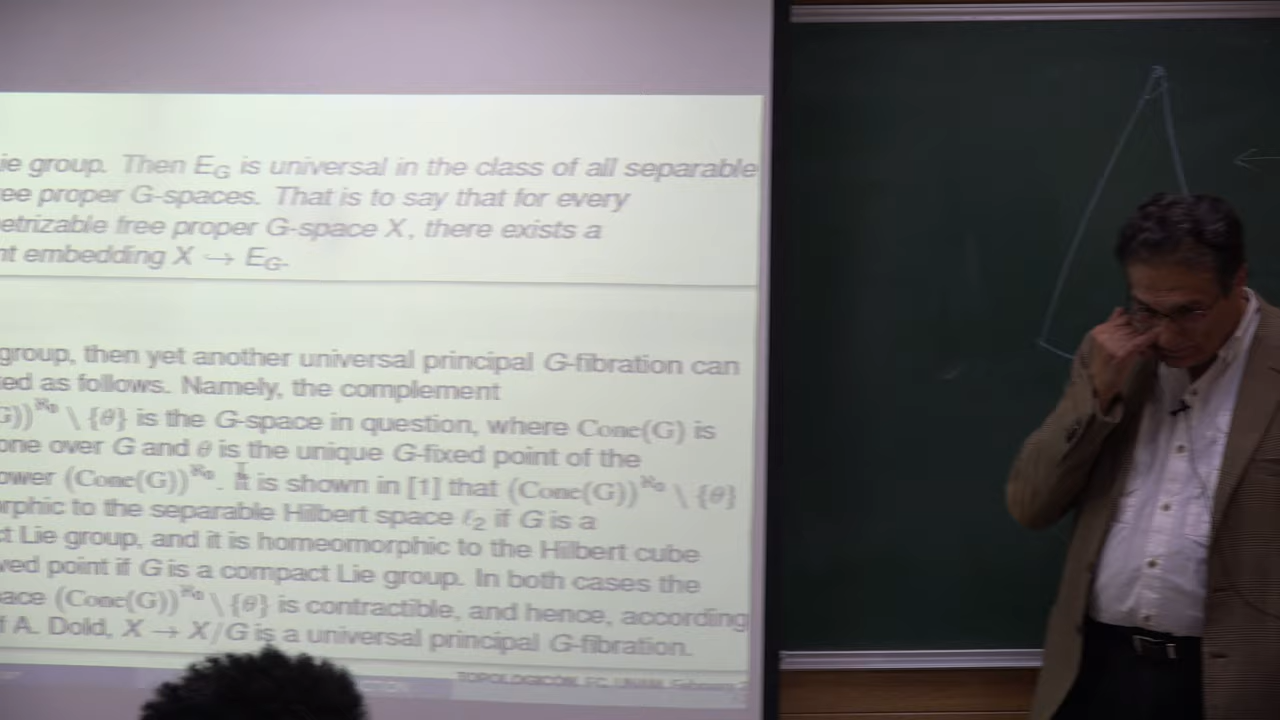 ie group. Then E_G is universal in the class of all separable
ree proper G-spaces. That is to say that for every
etrizable free proper G-space X, there exists a
nt embedding X → E_G.
group, then yet another universal principal G-fibration can
ed as follows. Namely, the complement
G))^ℵ₀ \ {θ} is the G-space in question, where Cone(G) is
one over G and θ is the unique G-fixed point of the
ower (Cone(G))^ℵ₀. It is shown in [1] that (Cone(G))^ℵ₀ \ {θ}
rphic to the separable Hilbert space ℓ₂ if G is a
ct Lie group, and it is homeomorphic to the Hilbert cube
ved point if G is a compact Lie group. In both cases the
ace (Cone(G))^ℵ₀ \ {θ} is contractible, and hence, according
f A. Dold, X → X/G is a universal principal G-fibration.